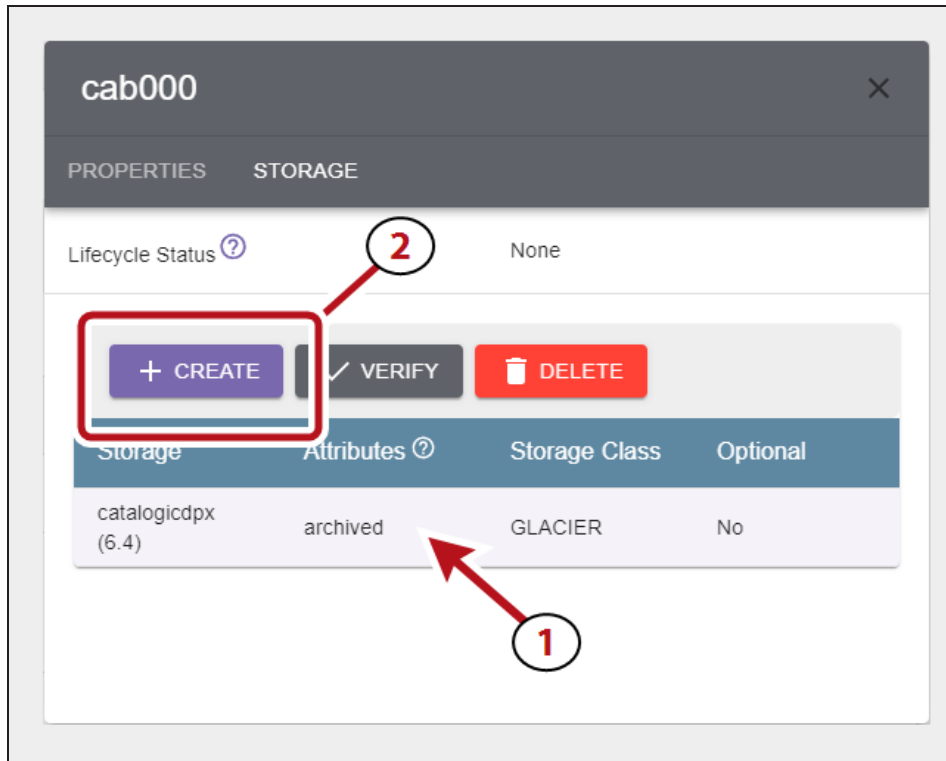 cab000
PROPERTIES STORAGE
Lifecycle Status ? None
2
+ CREATE VERIFY DELETE
Storage Attributes ? Storage Class Optional
catalogicdpx
(6.4) archived GLACIER No
1